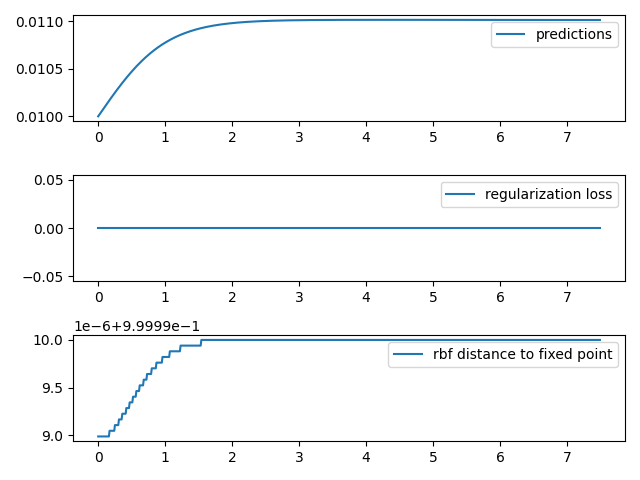 0.0110
predictions
0.0105
0.0100
0 1 2 3 4 5 6 7
0.05
regularization loss
0.00
−0.05
0 1 2 3 4 5 6 7
1e-6+9.9999e-1
10.0
rbf distance to fixed point
9.5
9.0
0 1 2 3 4 5 6 7